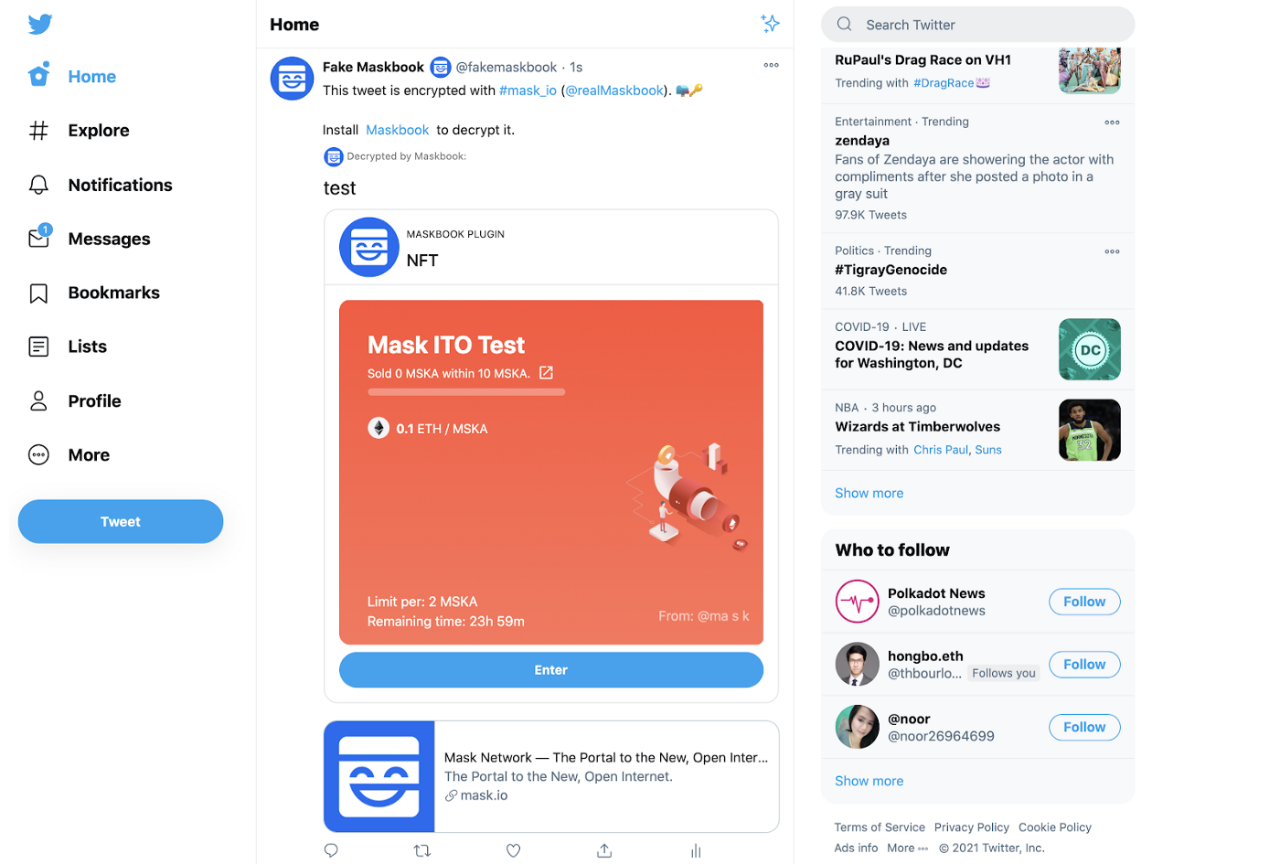 Home
Explore
Notifications
1
Messages
Bookmarks
Lists
Profile
More
Tweet
Home
Fake Maskbook @fakemaskbook · 1s
This tweet is encrypted with #mask_io (@realMaskbook). 📪🔑
Install Maskbook to decrypt it.
Decrypted by Maskbook:
test
MASKBOOK PLUGIN
NFT
Mask ITO Test
Sold 0 MSKA within 10 MSKA.
0.1 ETH / MSKA
Limit per: 2 MSKA
Remaining time: 23h 59m
From: @ma s k
Enter
Mask Network — The Portal to the New, Open Inter...
The Portal to the New, Open Internet.
mask.io
Search Twitter
RuPaul's Drag Race on VH1
Trending with #DragRace
Entertainment · Trending
zendaya
Fans of Zendaya are showering the actor with
compliments after she posted a photo in a
gray suit
97.9K Tweets
Politics · Trending
#TigrayGenocide
41.8K Tweets
COVID-19 · LIVE
COVID-19: News and updates
for Washington, DC
DC
NBA · 3 hours ago
Wizards at Timberwolves
Trending with Chris Paul, Suns
Show more
Who to follow
Polkadot News
@polkadotnews
Follow
hongbo.eth
@thbourlo... Follows you
Follow
@noor
@noor26964699
Follow
Show more
Terms of Service Privacy Policy Cookie Policy
Ads info More ··· © 2021 Twitter, Inc.